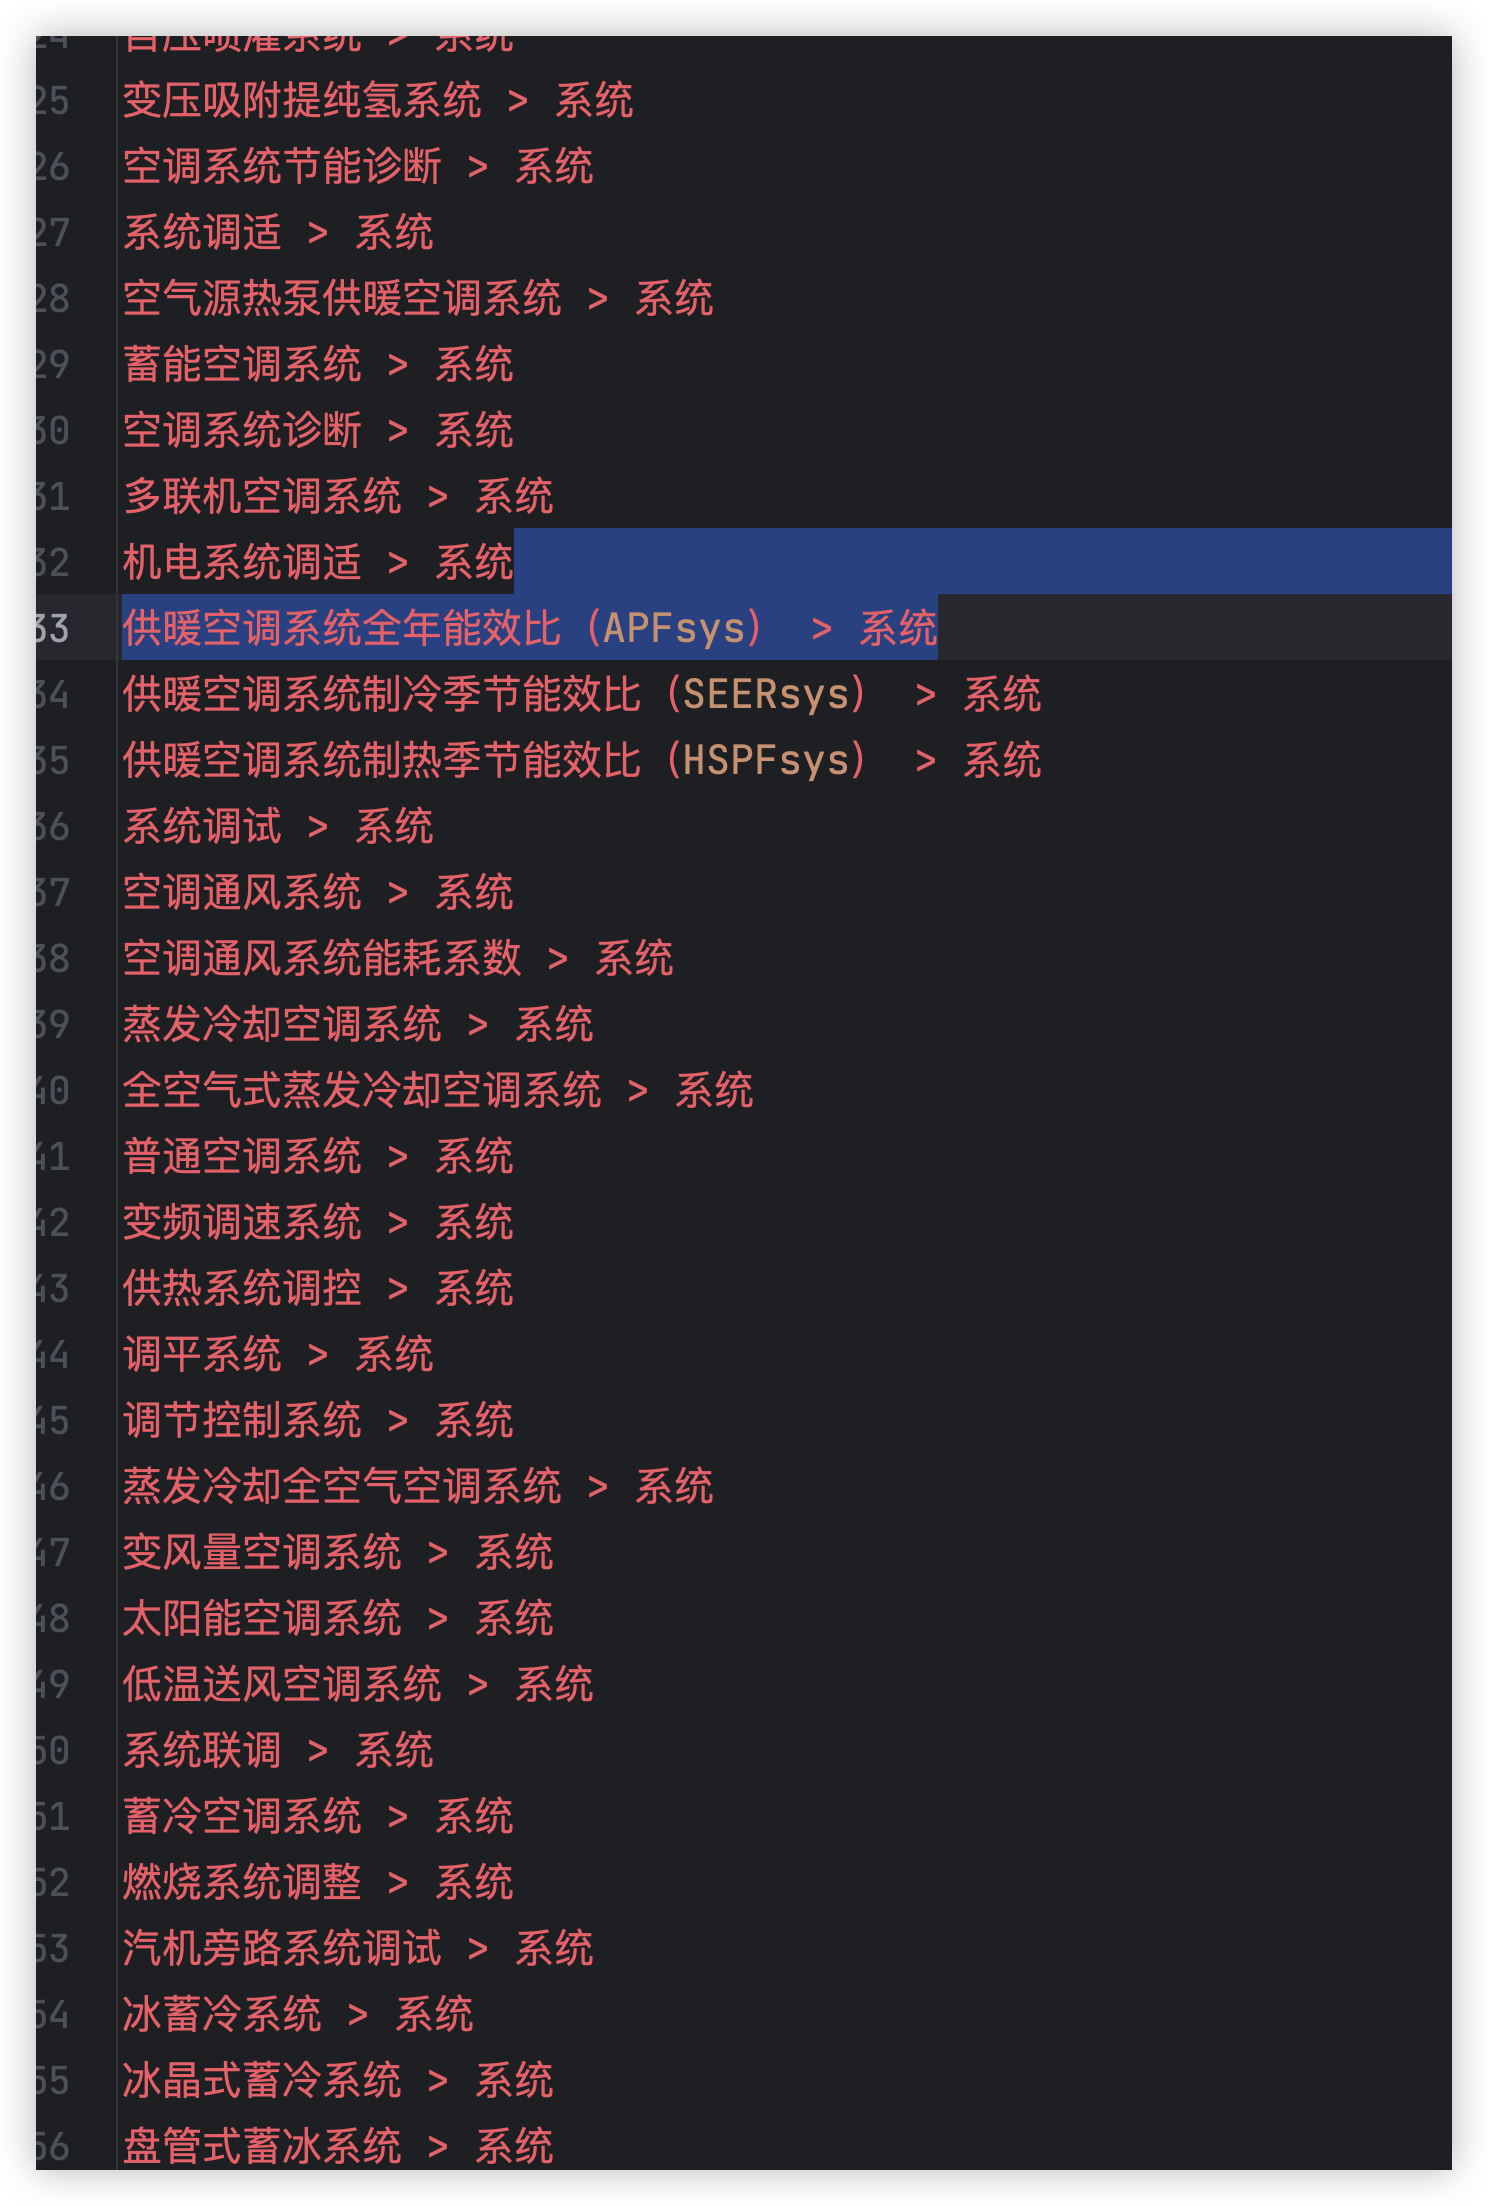 24 自压喷灌系统 > 系统
25 变压吸附提纯氢系统 > 系统
26 空调系统节能诊断 > 系统
27 系统调适 > 系统
28 空气源热泵供暖空调系统 > 系统
29 蓄能空调系统 > 系统
30 空调系统诊断 > 系统
31 多联机空调系统 > 系统
32 机电系统调适 > 系统
33 供暖空调系统全年能效比（APFsys） > 系统
34 供暖空调系统制冷季节能效比（SEERsys） > 系统
35 供暖空调系统制热季节能效比（HSPFsys） > 系统
36 系统调试 > 系统
37 空调通风系统 > 系统
38 空调通风系统能耗系数 > 系统
39 蒸发冷却空调系统 > 系统
40 全空气式蒸发冷却空调系统 > 系统
41 普通空调系统 > 系统
42 变频调速系统 > 系统
43 供热系统调控 > 系统
44 调平系统 > 系统
45 调节控制系统 > 系统
46 蒸发冷却全空气空调系统 > 系统
47 变风量空调系统 > 系统
48 太阳能空调系统 > 系统
49 低温送风空调系统 > 系统
50 系统联调 > 系统
51 蓄冷空调系统 > 系统
52 燃烧系统调整 > 系统
53 汽机旁路系统调试 > 系统
54 冰蓄冷系统 > 系统
55 冰晶式蓄冷系统 > 系统
56 盘管式蓄冰系统 > 系统